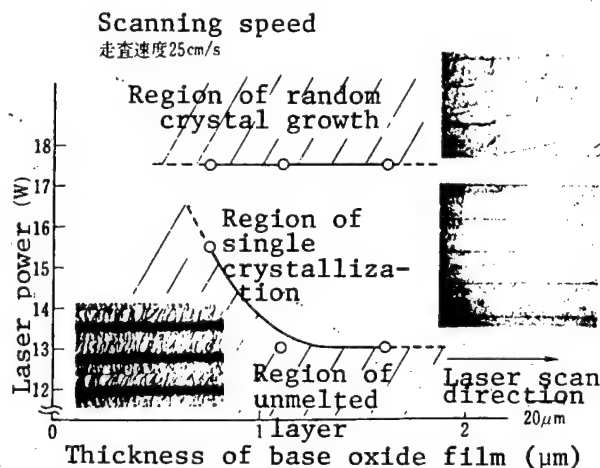 Scanning speed
走査速度25cm/s
Region of random
crystal growth
18
17
16
15
14
13
12
Laser power (W)
Region of
single
crystalliza-
tion
Region of
unmelted
layer
Laser scan
direction
20μm
0
1
2
Thickness of base oxide film (μm)